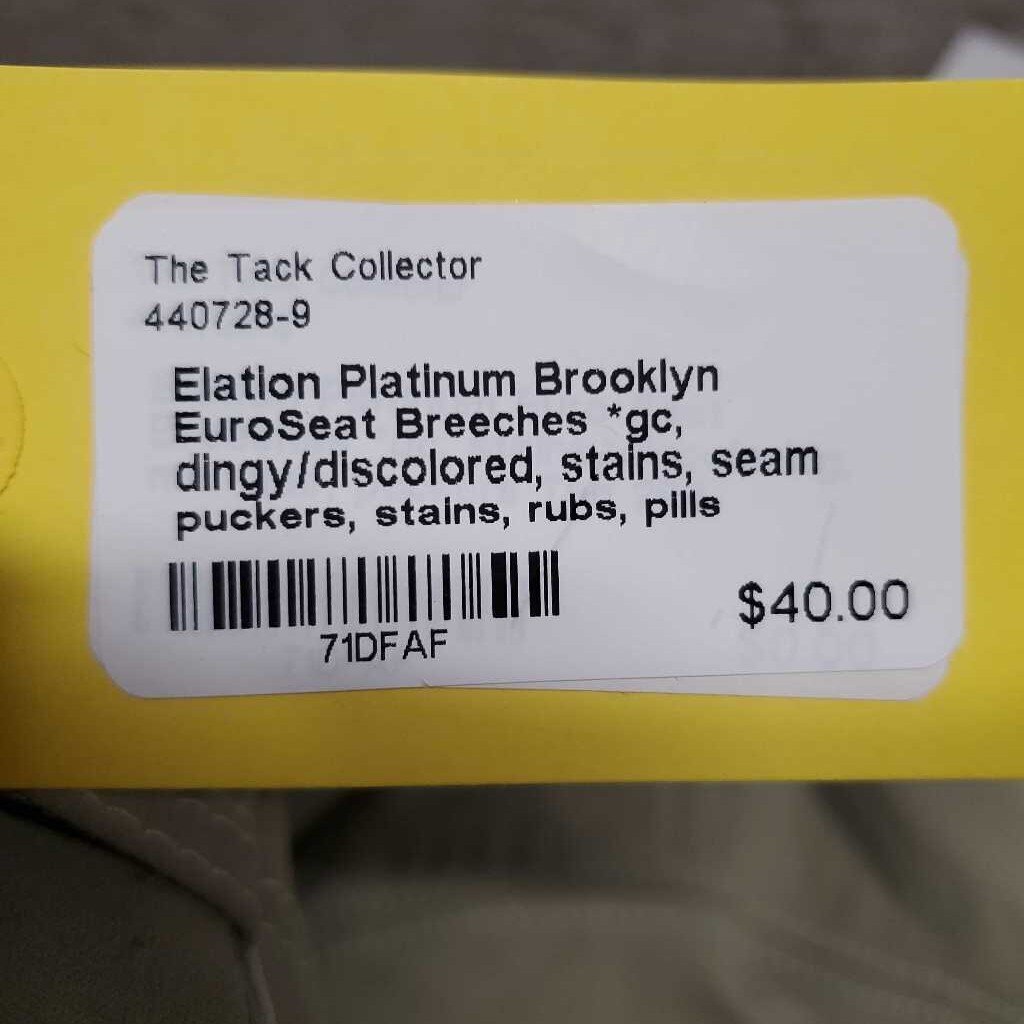 The Tack Collector
440728-9
Elation Platinum Brooklyn
EuroSeat Breeches *gc,
dingy/discolored, stains, seam
puckers, stains, rubs, pills
71DFAF
$40.00